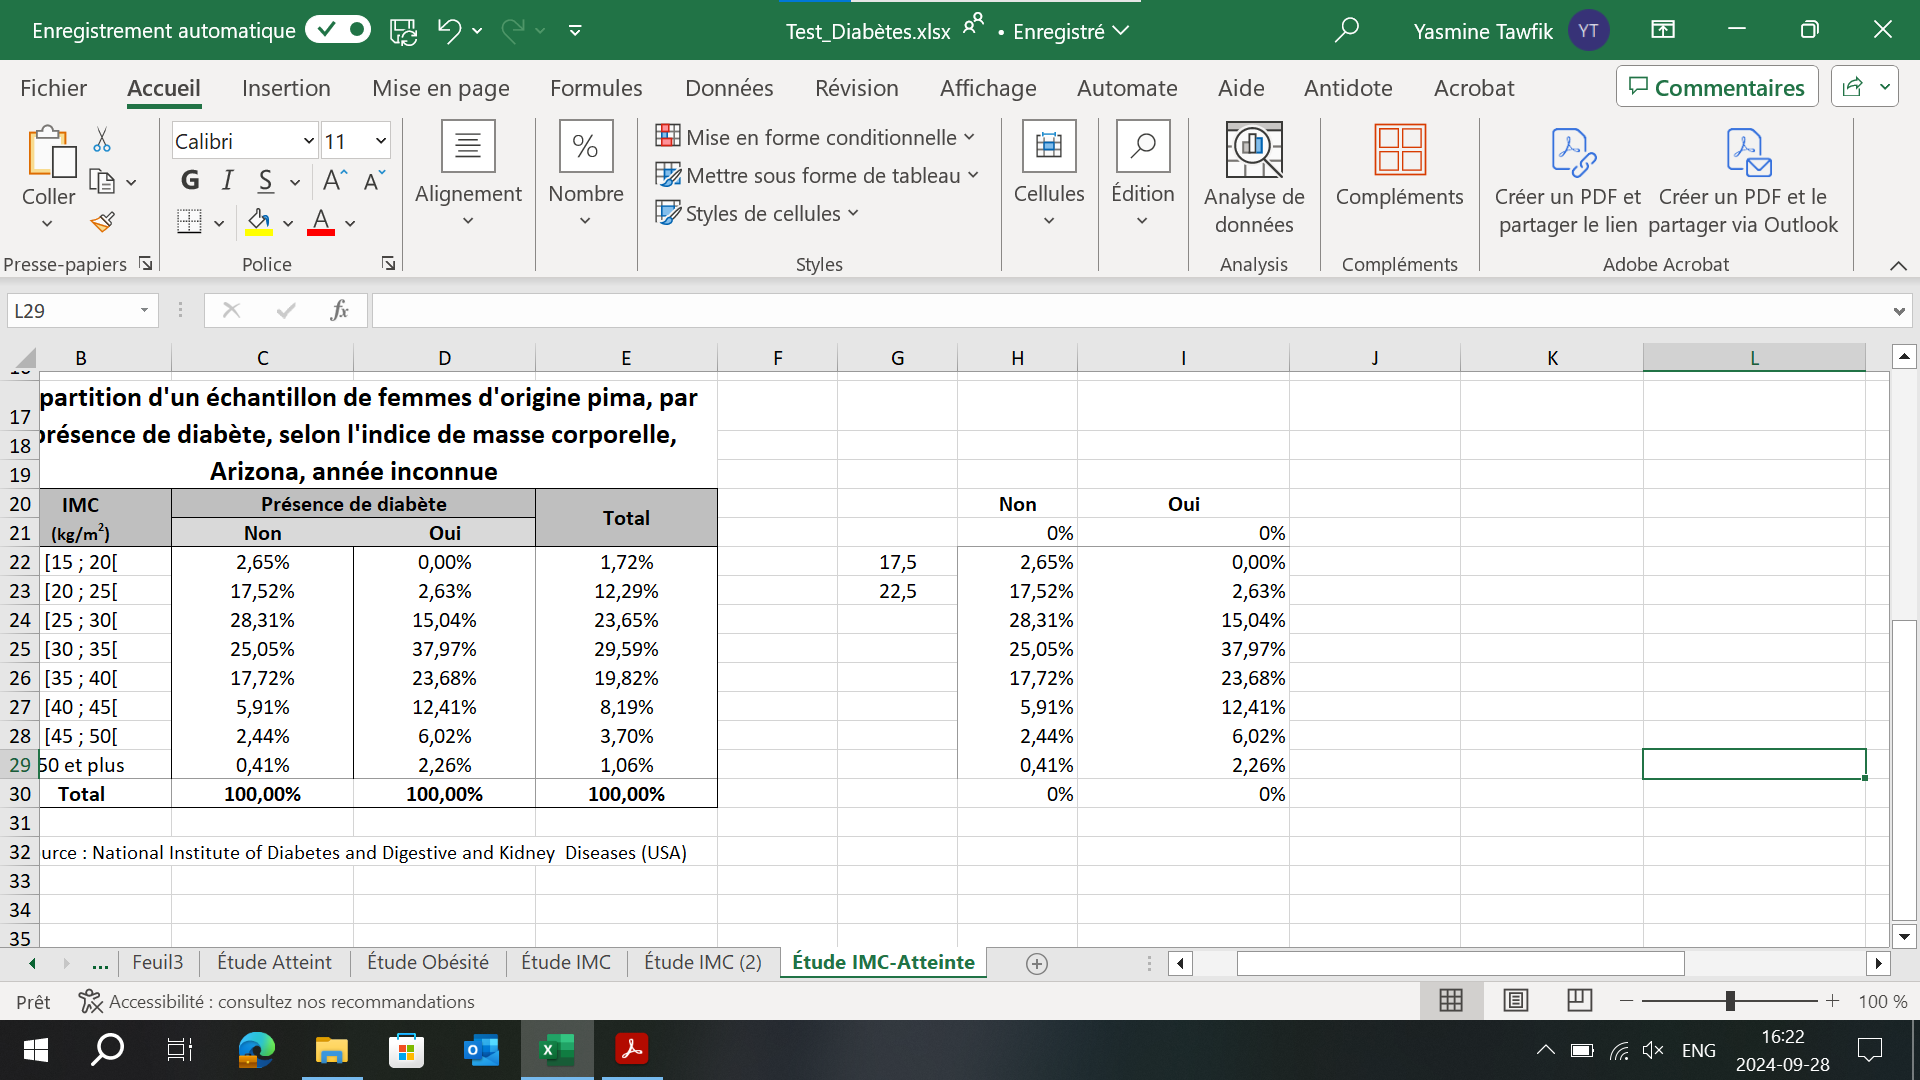 Enregistrement automatique
Test_Diabètes.xlsx • Enregistré
Yasmine Tawfik YT
Fichier Accueil Insertion Mise en page Formules Données Révision Affichage Automate Aide Antidote Acrobat Commentaires
Coller
Presse-papiers
Calibri 11
G I S A A
A
Police
Alignement
%
Nombre
Mise en forme conditionnelle
Mettre sous forme de tableau
Styles de cellules
Styles
Cellules
Édition
Analyse de données
Analysis
Compléments
Compléments
Créer un PDF et partager le lien
Créer un PDF et le partager via Outlook
Adobe Acrobat
L29 fx
B C D E F G H I J K L
17 partition d'un échantillon de femmes d'origine pima, par
18 présence de diabète, selon l'indice de masse corporelle,
19 Arizona, année inconnue
20 IMC Présence de diabète Total Non Oui
21 (kg/m²) Non Oui 0% 0%
22 [15 ; 20[ 2,65% 0,00% 1,72% 17,5 2,65% 0,00%
23 [20 ; 25[ 17,52% 2,63% 12,29% 22,5 17,52% 2,63%
24 [25 ; 30[ 28,31% 15,04% 23,65% 28,31% 15,04%
25 [30 ; 35[ 25,05% 37,97% 29,59% 25,05% 37,97%
26 [35 ; 40[ 17,72% 23,68% 19,82% 17,72% 23,68%
27 [40 ; 45[ 5,91% 12,41% 8,19% 5,91% 12,41%
28 [45 ; 50[ 2,44% 6,02% 3,70% 2,44% 6,02%
29 50 et plus 0,41% 2,26% 1,06% 0,41% 2,26%
30 Total 100,00% 100,00% 100,00% 0% 0%
31
32 urce : National Institute of Diabetes and Digestive and Kidney Diseases (USA)
33
34
35
... Feuil3 Étude Atteint Étude Obésité Étude IMC Étude IMC (2) Étude IMC-Atteinte
Prêt Accessibilité : consultez nos recommandations 100 %
ENG 16:22
2024-09-28